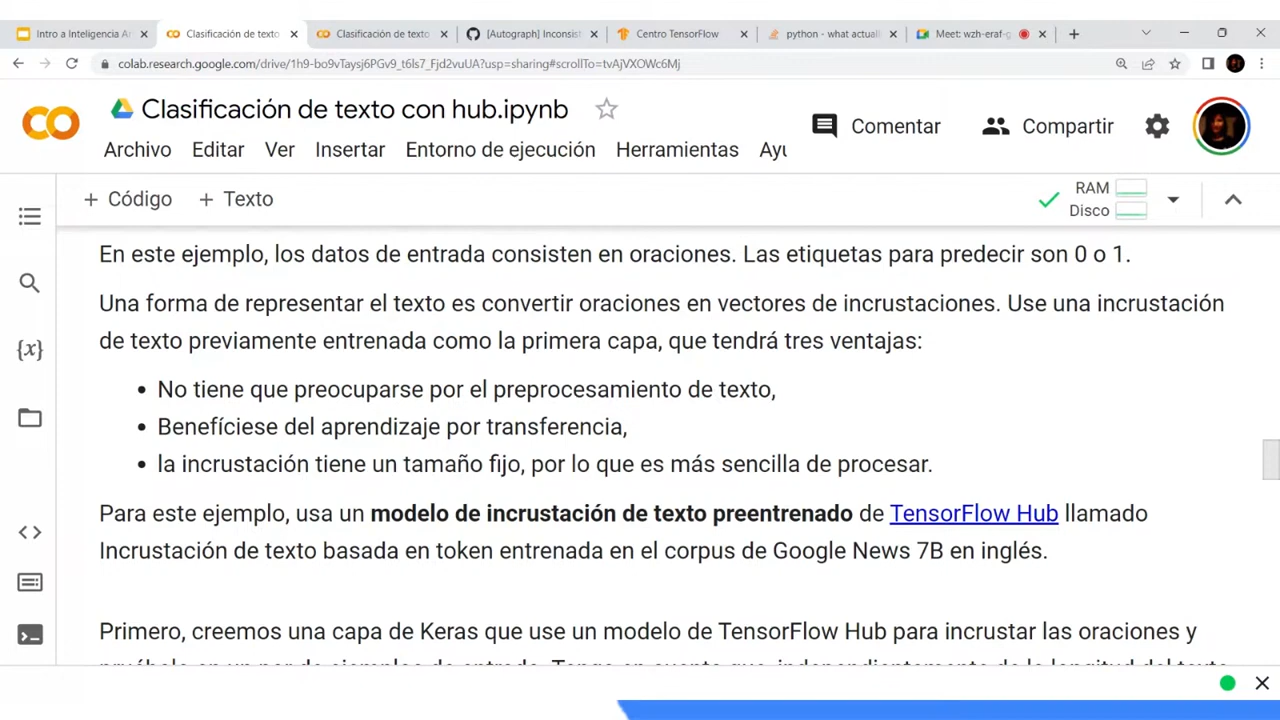 Intro a Inteligencia Ar
Clasificación de texto
Clasificación de texto
[Autograph] Inconsist
Centro TensorFlow
python - what actuall
Meet: wzh-eraf-g
colab.research.google.com/drive/1h9-bo9vTaysj6PGv9_t6ls7_Fjd2vuUA?usp=sharing#scrollTo=tvAjVXOWc6Mj
Clasificación de texto con hub.ipynb
Comentar
Compartir
Archivo Editar Ver Insertar Entorno de ejecución Herramientas Ayu
+ Código + Texto
RAM
Disco
En este ejemplo, los datos de entrada consisten en oraciones. Las etiquetas para predecir son 0 o 1.
Una forma de representar el texto es convertir oraciones en vectores de incrustaciones. Use una incrustación
de texto previamente entrenada como la primera capa, que tendrá tres ventajas:
• No tiene que preocuparse por el preprocesamiento de texto,
• Benefíciese del aprendizaje por transferencia,
• la incrustación tiene un tamaño fijo, por lo que es más sencilla de procesar.
Para este ejemplo, usa un modelo de incrustación de texto preentrenado de TensorFlow Hub llamado
Incrustación de texto basada en token entrenada en el corpus de Google News 7B en inglés.
Primero, creemos una capa de Keras que use un modelo de TensorFlow Hub para incrustar las oraciones y